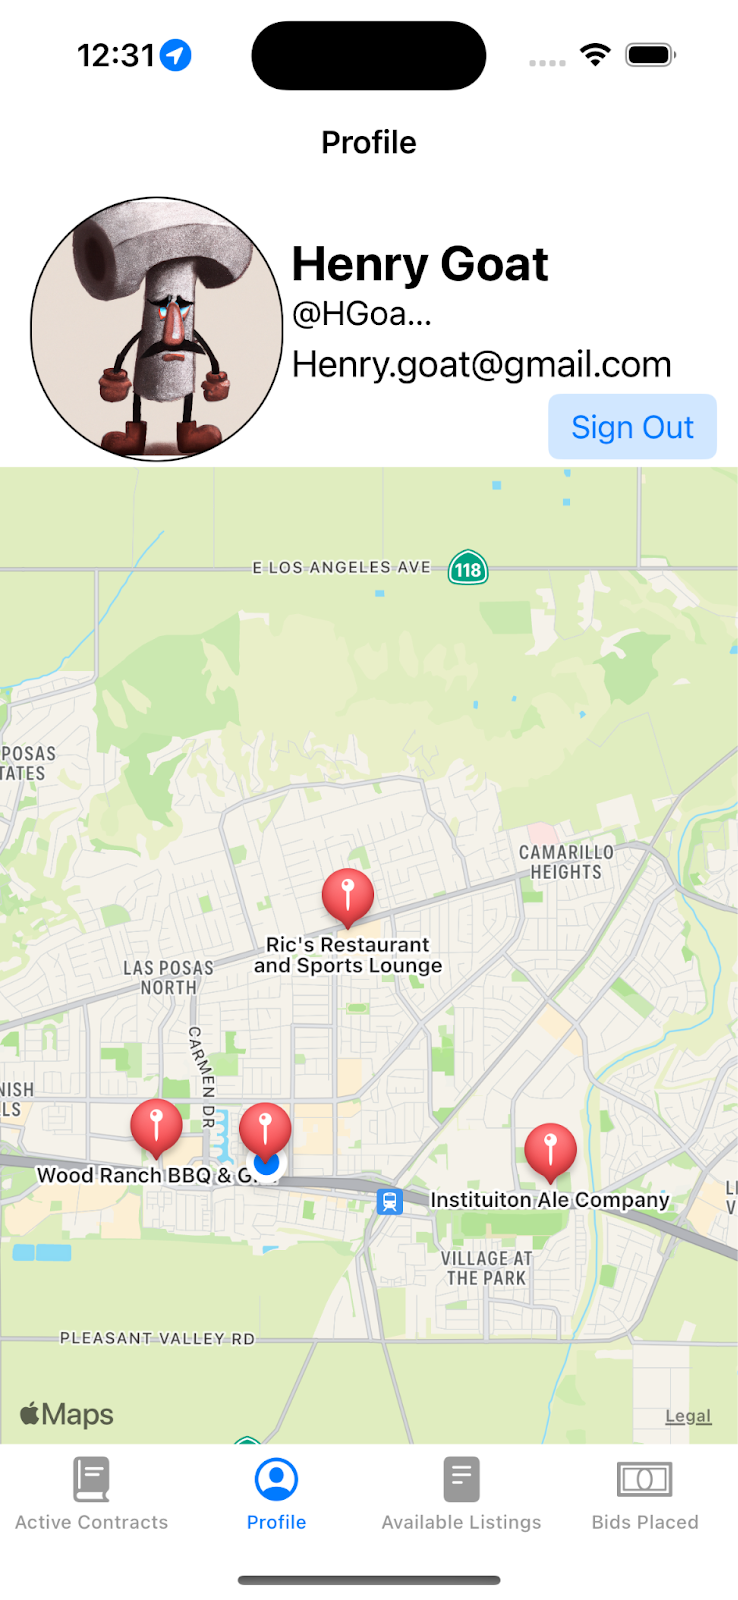 12:31
Profile
Henry Goat
@HGoa...
Henry.goat@gmail.com
Sign Out
E LOS ANGELES AVE
118
POSAS
TATES
CAMARILLO
HEIGHTS
Ric's Restaurant
and Sports Lounge
LAS POSAS
NORTH
CARMEN DR
NISH
LS
Wood Ranch BBQ & G...
Instituiton Ale Company
LE
V
VILLAGE AT
THE PARK
PLEASANT VALLEY RD
Maps
Legal
Active Contracts
Profile
Available Listings
Bids Placed